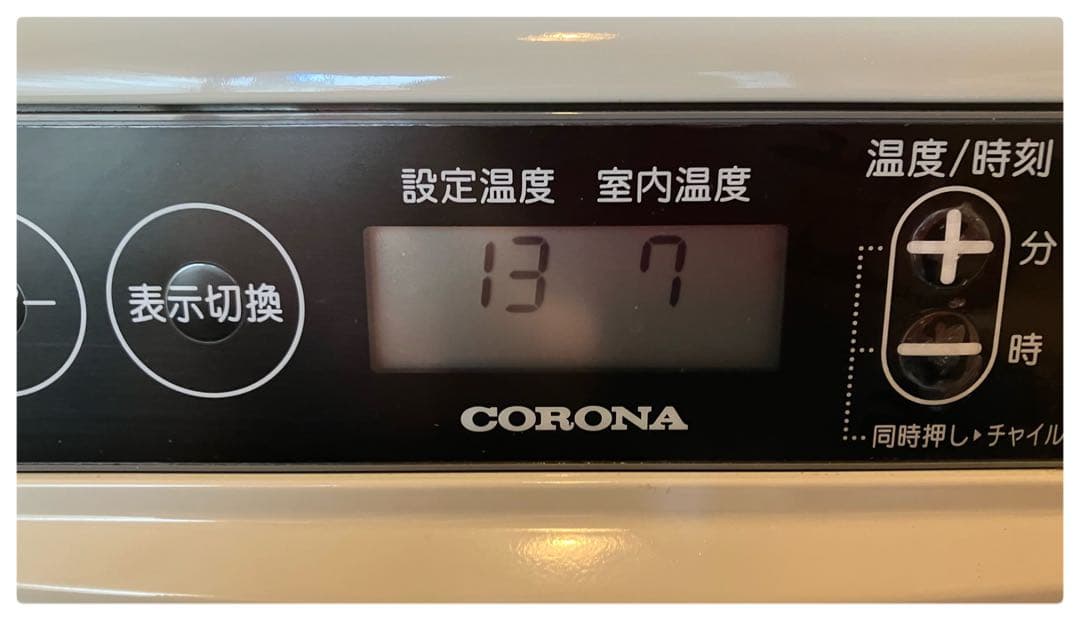 設定温度 室内温度
13 7
表示切換
CORONA
温度/時刻
+ 分
- 時
同時押し▶チャイル